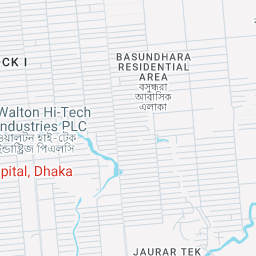 CK I
BASUNDHARA
RESIDENTIAL
AREA
বসুন্ধরা
আবাসিক
এলাকা
Walton Hi-Tech
ndustries PLC
ওয়ালটন হাই-টেক
ইন্ডাস্ট্রিজ পিএলসি
pital, Dhaka
JAURAR TEK